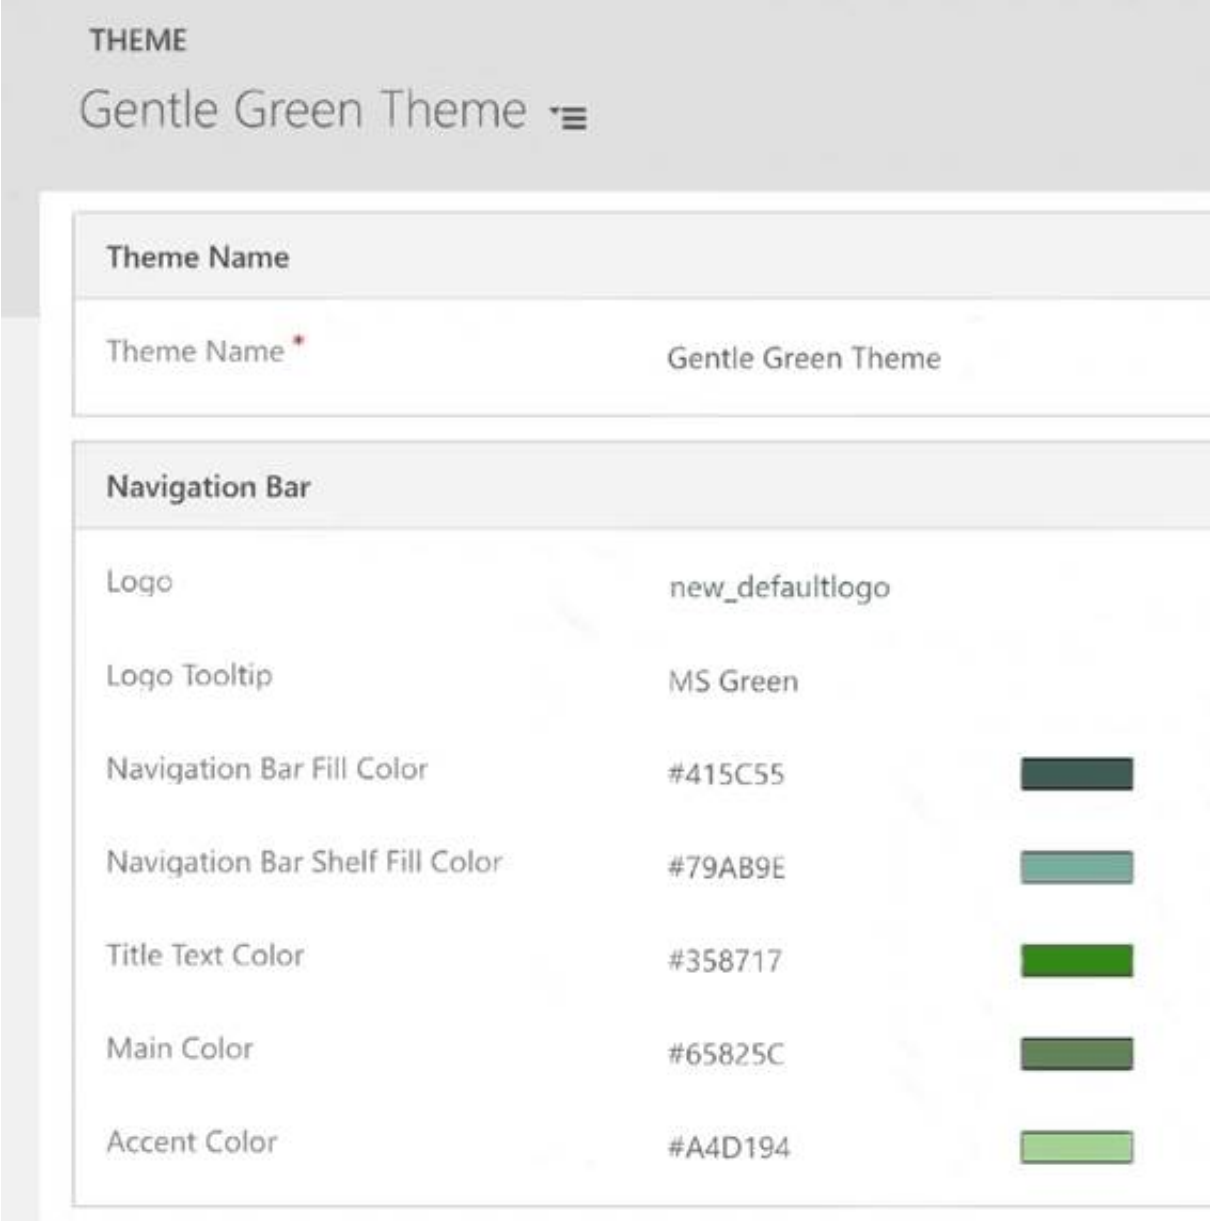 THEME
Gentle Green Theme
Theme Name
Theme Name * Gentle Green Theme
Navigation Bar
Logo new_defaultlogo
Logo Tooltip MS Green
Navigation Bar Fill Color #415C55
Navigation Bar Shelf Fill Color #79AB9E
Title Text Color #358717
Main Color #65825C
Accent Color #A4D194